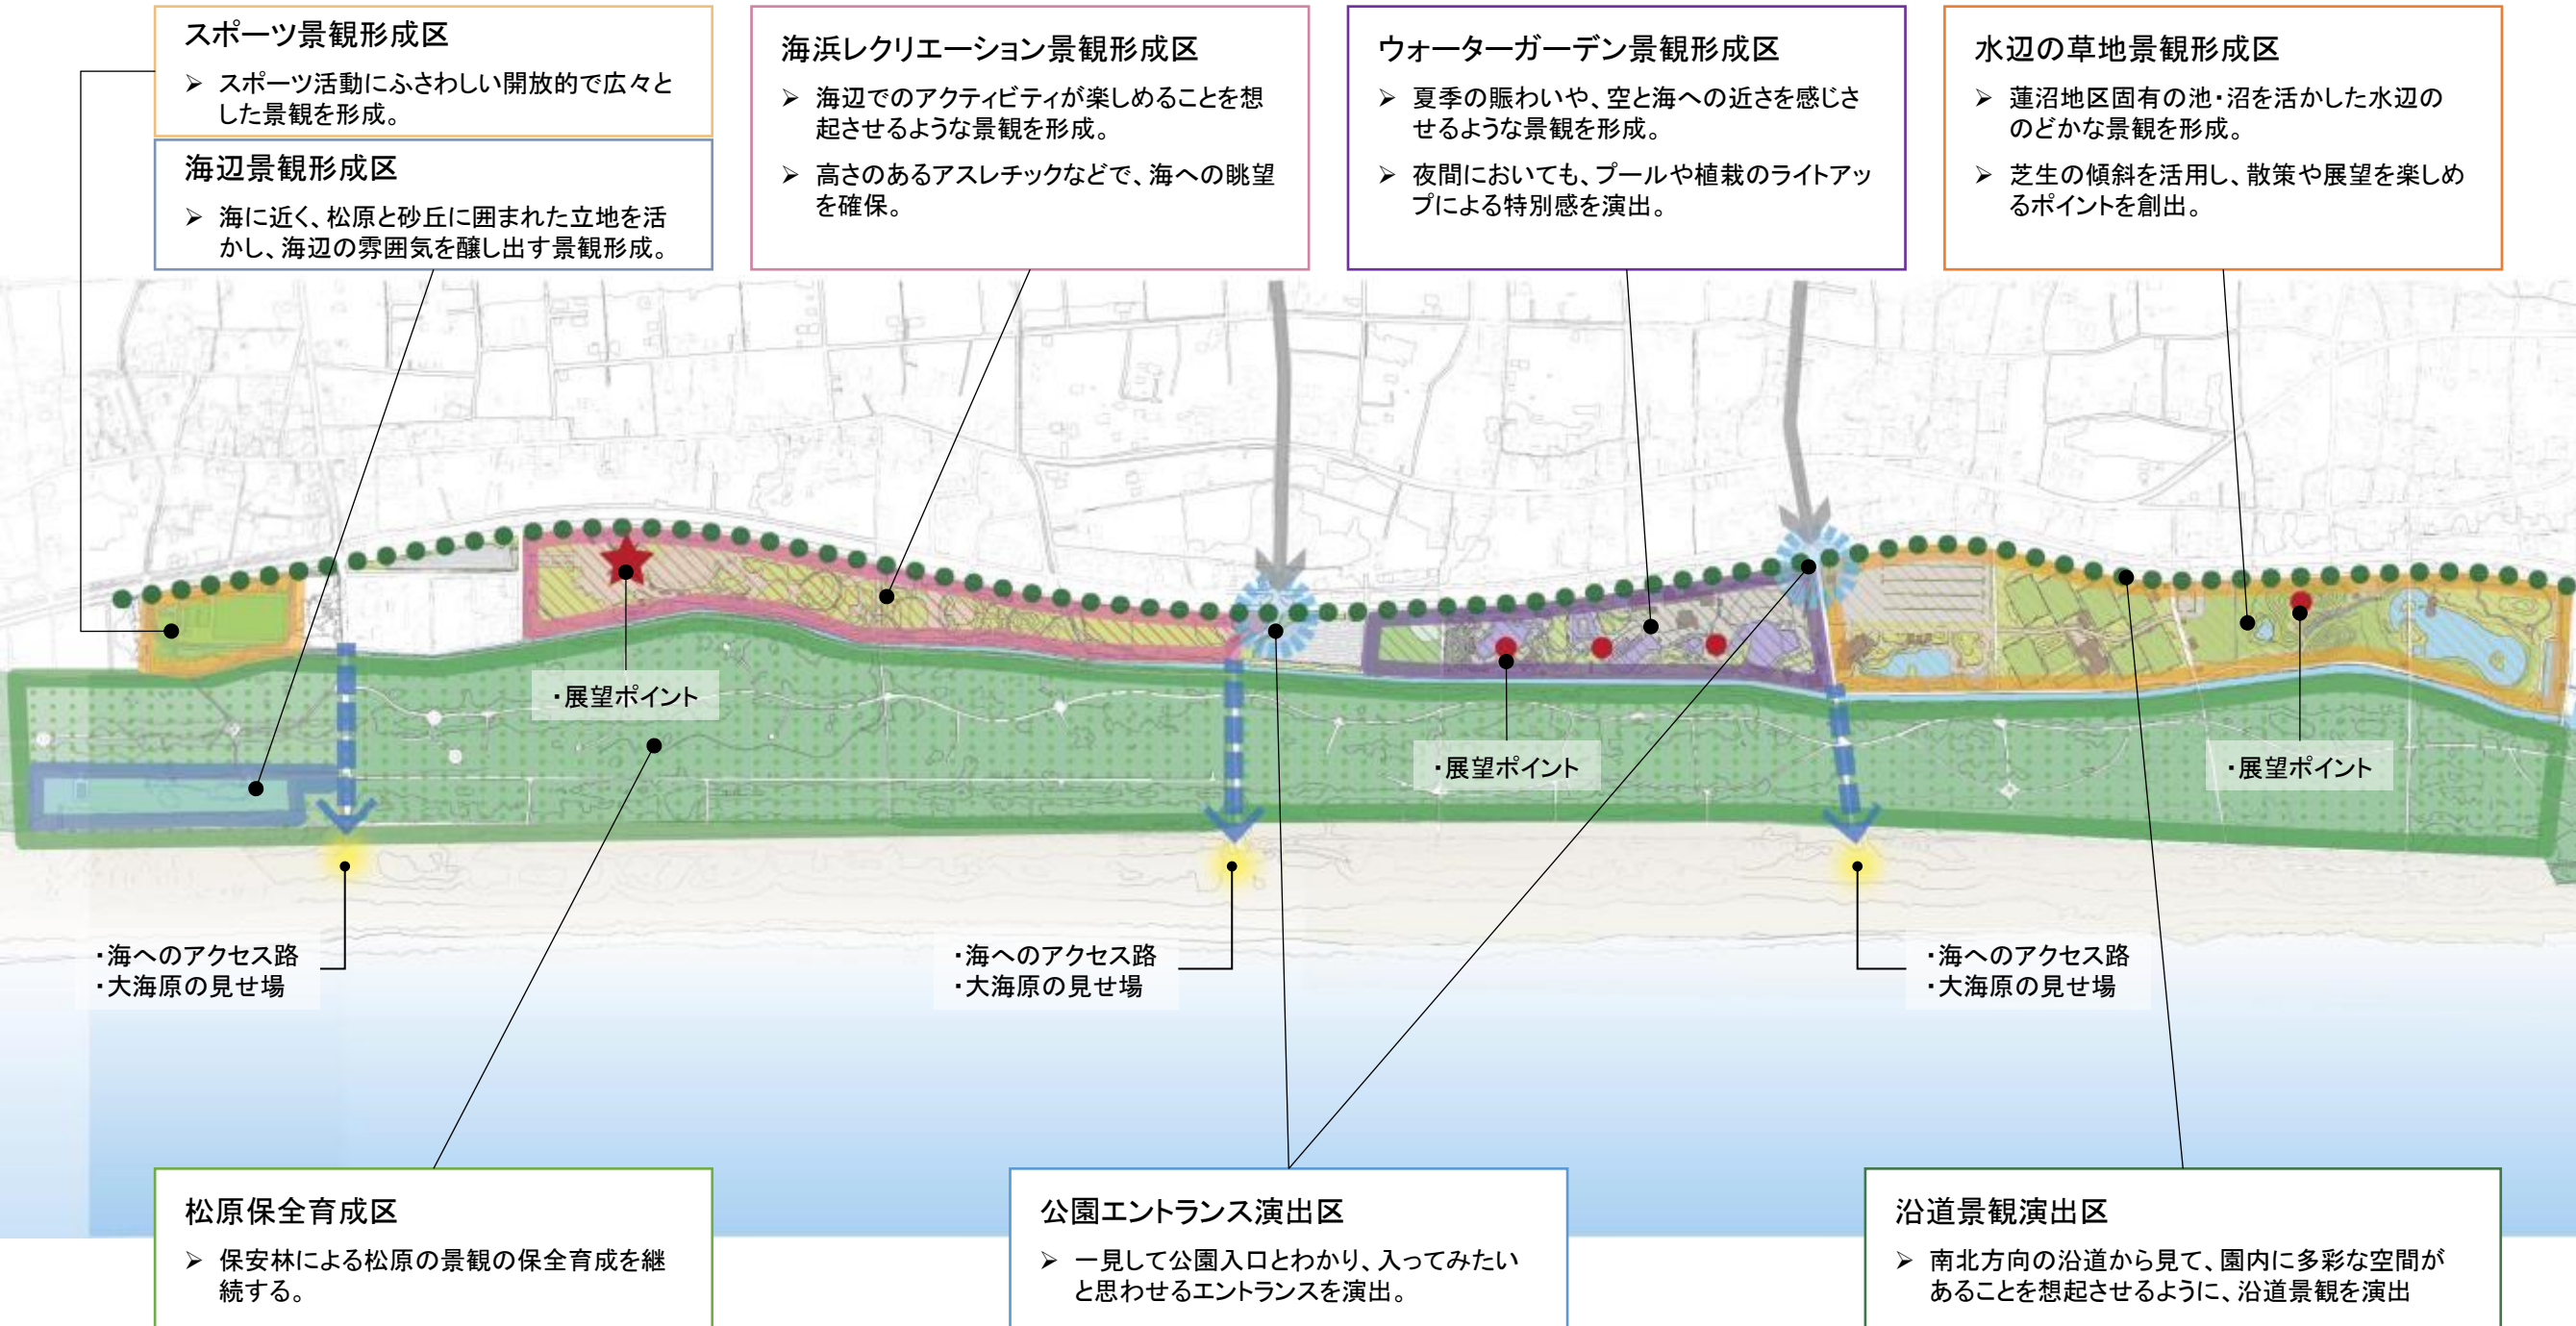 スポーツ景観形成区
➢ スポーツ活動にふさわしい開放的で広々と
した景観を形成。
海辺景観形成区
➢ 海に近く、松原と砂丘に囲まれた立地を活
かし、海辺の雰囲気を醸し出す景観形成。
海浜レクリエーション景観形成区
➢ 海辺でのアクティビティが楽しめることを想
起させるような景観を形成。
➢ 高さのあるアスレチックなどで、海への眺望
を確保。
ウォーターガーデン景観形成区
➢ 夏季の賑わいや、空と海への近さを感じさ
せるような景観を形成。
➢ 夜間においても、プールや植栽のライトアッ
プによる特別感を演出。
水辺の草地景観形成区
➢ 蓮沼地区固有の池・沼を活かした水辺の
のどかな景観を形成。
➢ 芝生の傾斜を活用し、散策や展望を楽しめ
るポイントを創出。
・展望ポイント
・展望ポイント
・展望ポイント
・海へのアクセス路
・大海原の見せ場
・海へのアクセス路
・大海原の見せ場
・海へのアクセス路
・大海原の見せ場
松原保全育成区
➢ 保安林による松原の景観の保全育成を継
続する。
公園エントランス演出区
➢ 一見して公園入口とわかり、入ってみたい
と思わせるエントランスを演出。
沿道景観演出区
➢ 南北方向の沿道から見て、園内に多彩な空間が
あることを想起させるように、沿道景観を演出